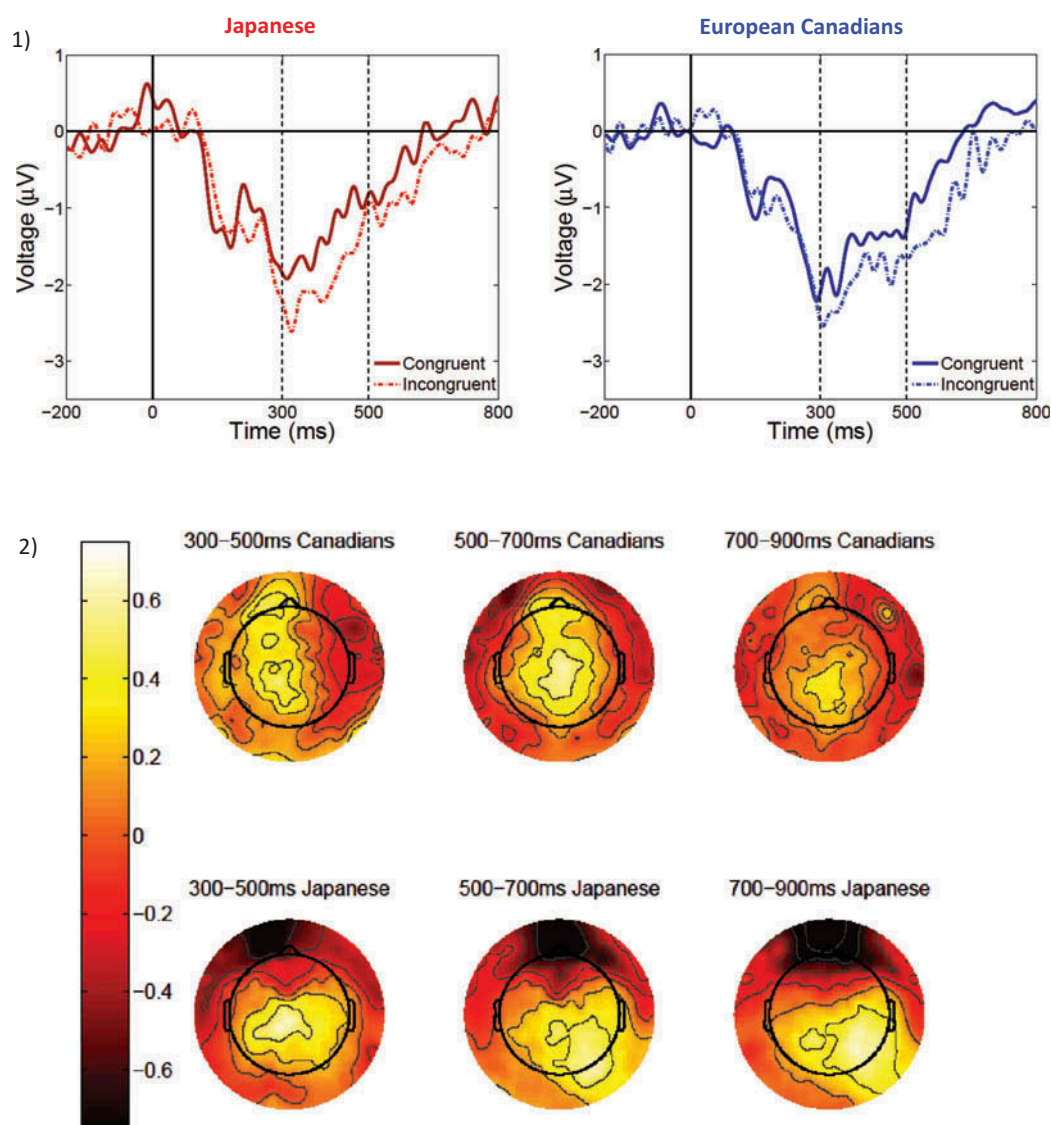 1)
Japanese
European Canadians
1
0
−1
−2
−3
Voltage (μV)
Congruent
Incongruent
−200 0 300 500 800
Time (ms)
1
0
−1
−2
−3
Voltage (μV)
Congruent
Incongruent
−200 0 300 500 800
Time (ms)
2)
0.6
0.4
0.2
0
−0.2
−0.4
−0.6
300−500ms Canadians
500−700ms Canadians
700−900ms Canadians
300−500ms Japanese
500−700ms Japanese
700−900ms Japanese